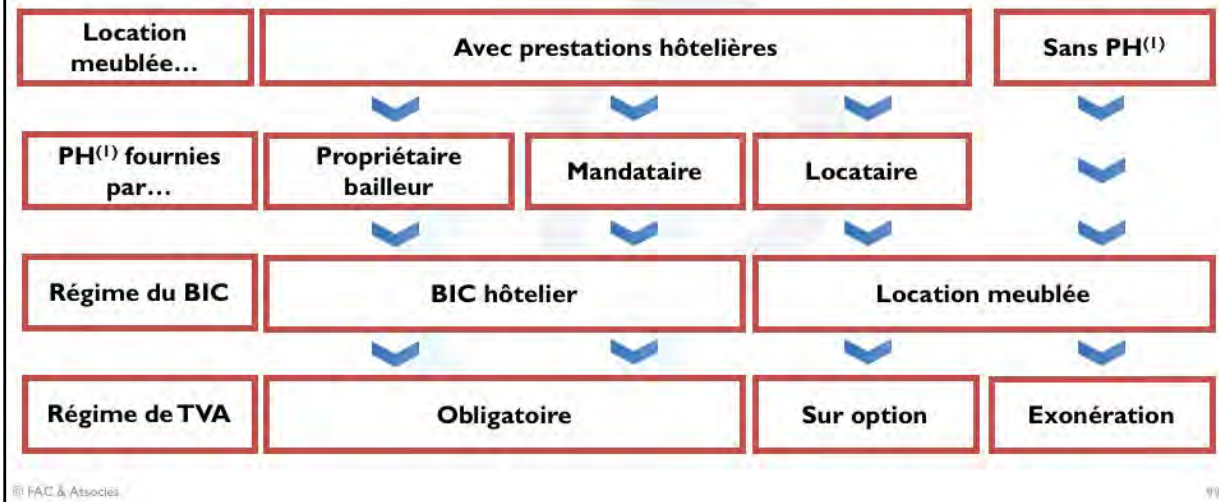 Location
meublée…
Avec prestations hôtelières
Sans PH⁽¹⁾
PH⁽¹⁾ fournies
par…
Propriétaire
bailleur
Mandataire
Locataire
Régime du BIC
BIC hôtelier
Location meublée
Régime de TVA
Obligatoire
Sur option
Exonération
© FAC & Associés